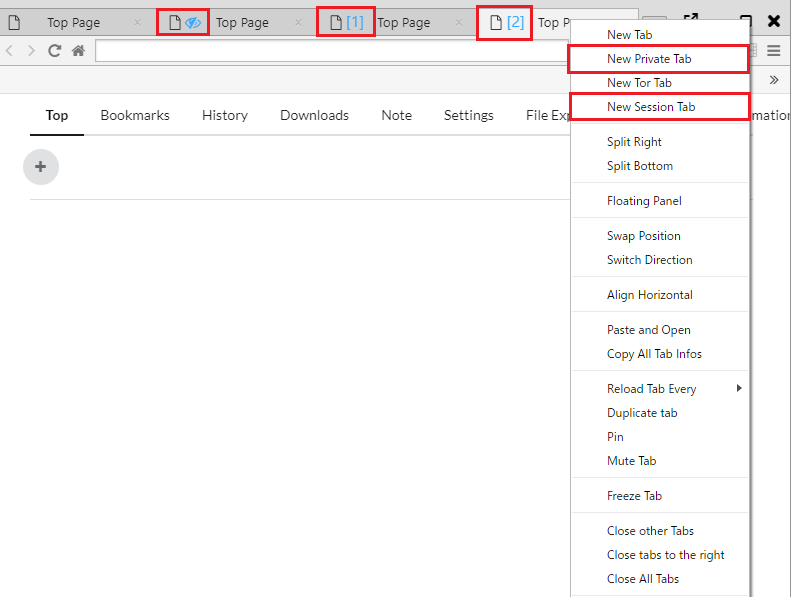 Top Page
Top Page
[1] Top Page
[2] Top P
Top Bookmarks History Downloads Note Settings File Exp mation
New Tab
New Private Tab
New Tor Tab
New Session Tab
Split Right
Split Bottom
Floating Panel
Swap Position
Switch Direction
Align Horizontal
Paste and Open
Copy All Tab Infos
Reload Tab Every
Duplicate tab
Pin
Mute Tab
Freeze Tab
Close other Tabs
Close tabs to the right
Close All Tabs